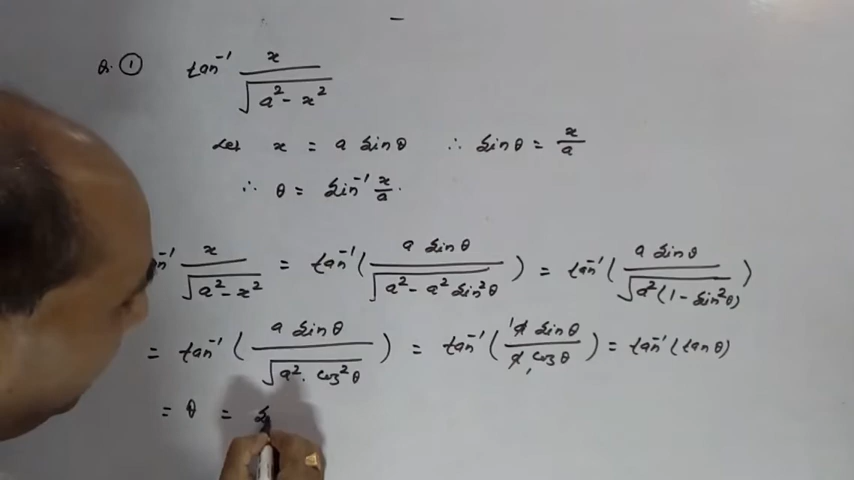 Q. ① tan⁻¹ x / √(a² - x²)
Let x = a Sinθ ∴ Sinθ = x/a
∴ θ = Sin⁻¹ x/a.
n⁻¹ x / √(a² - x²) = tan⁻¹( a Sinθ / √(a² - a² Sin²θ) ) = tan⁻¹( a Sinθ / √(a²(1 - Sin²θ)) )
= tan⁻¹( a Sinθ / √(a². Cos²θ) ) = tan⁻¹( a Sinθ / a, Cosθ ) = tan⁻¹(tanθ)
= θ = S